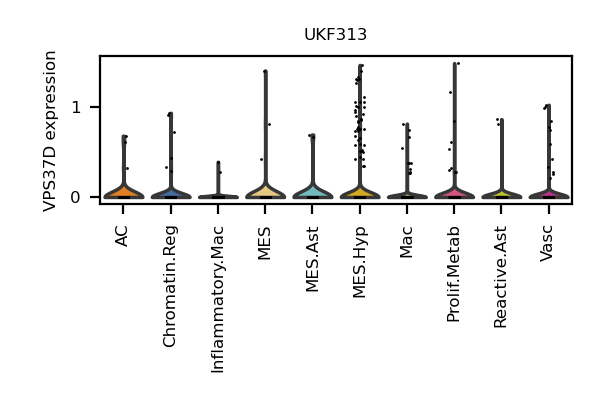 UKF313
VPS37D expression
1
0
AC
Chromatin.Reg
Inflammatory.Mac
MES
MES.Ast
MES.Hyp
Mac
Prolif.Metab
Reactive.Ast
Vasc